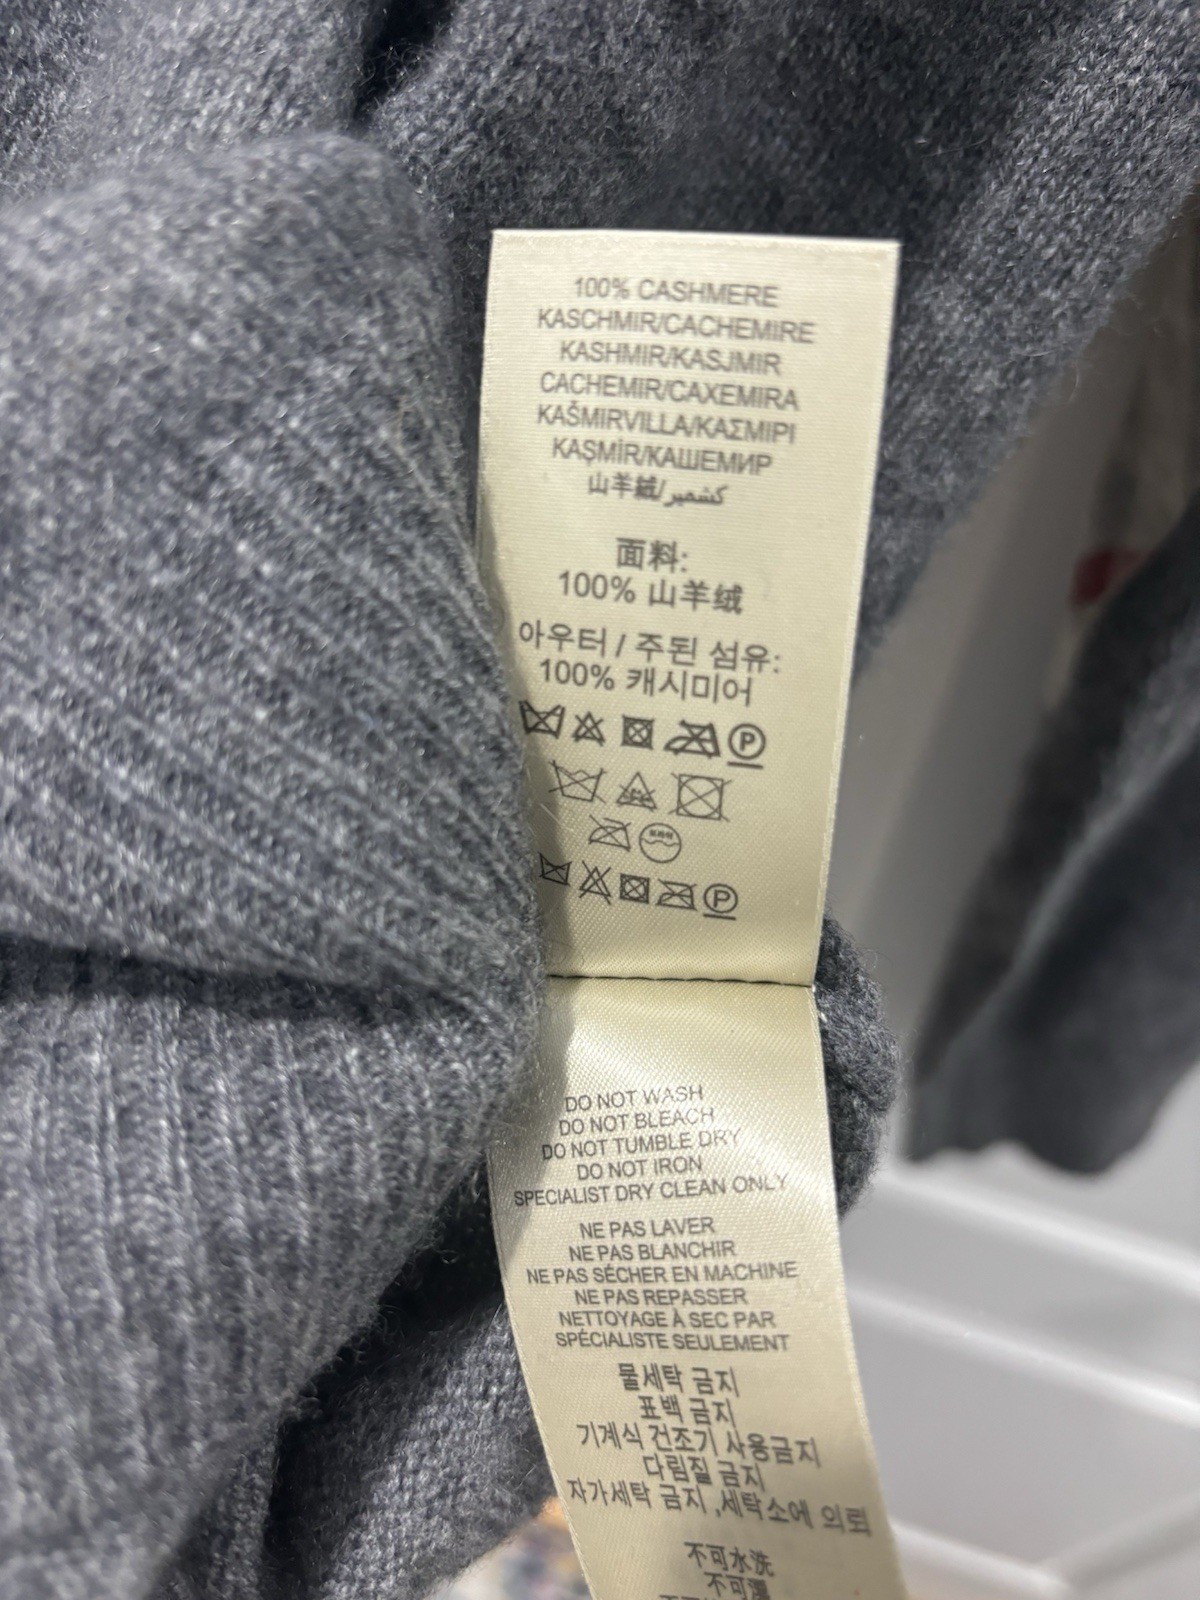 100% CASHMERE
KASCHMIR/CACHEMIRE
KASHMIR/KASJMIR
CACHEMIR/CAXEMIRA
KAŠMIRVILLA/ΚΑΣΜΙΡΙ
KAŞMİR/КАШЕМИР
山羊絨/كشمير
面料:
100% 山羊绒
아우터 / 주된 섬유:
100% 캐시미어
P
P
DO NOT WASH
DO NOT BLEACH
DO NOT TUMBLE DRY
DO NOT IRON
SPECIALIST DRY CLEAN ONLY
NE PAS LAVER
NE PAS BLANCHIR
NE PAS SÉCHER EN MACHINE
NE PAS REPASSER
NETTOYAGE À SEC PAR
SPÉCIALISTE SEULEMENT
물세탁 금지
표백 금지
기계식 건조기 사용금지
다림질 금지
자가세탁 금지 ,세탁소에 의뢰
不可水洗
不可漂